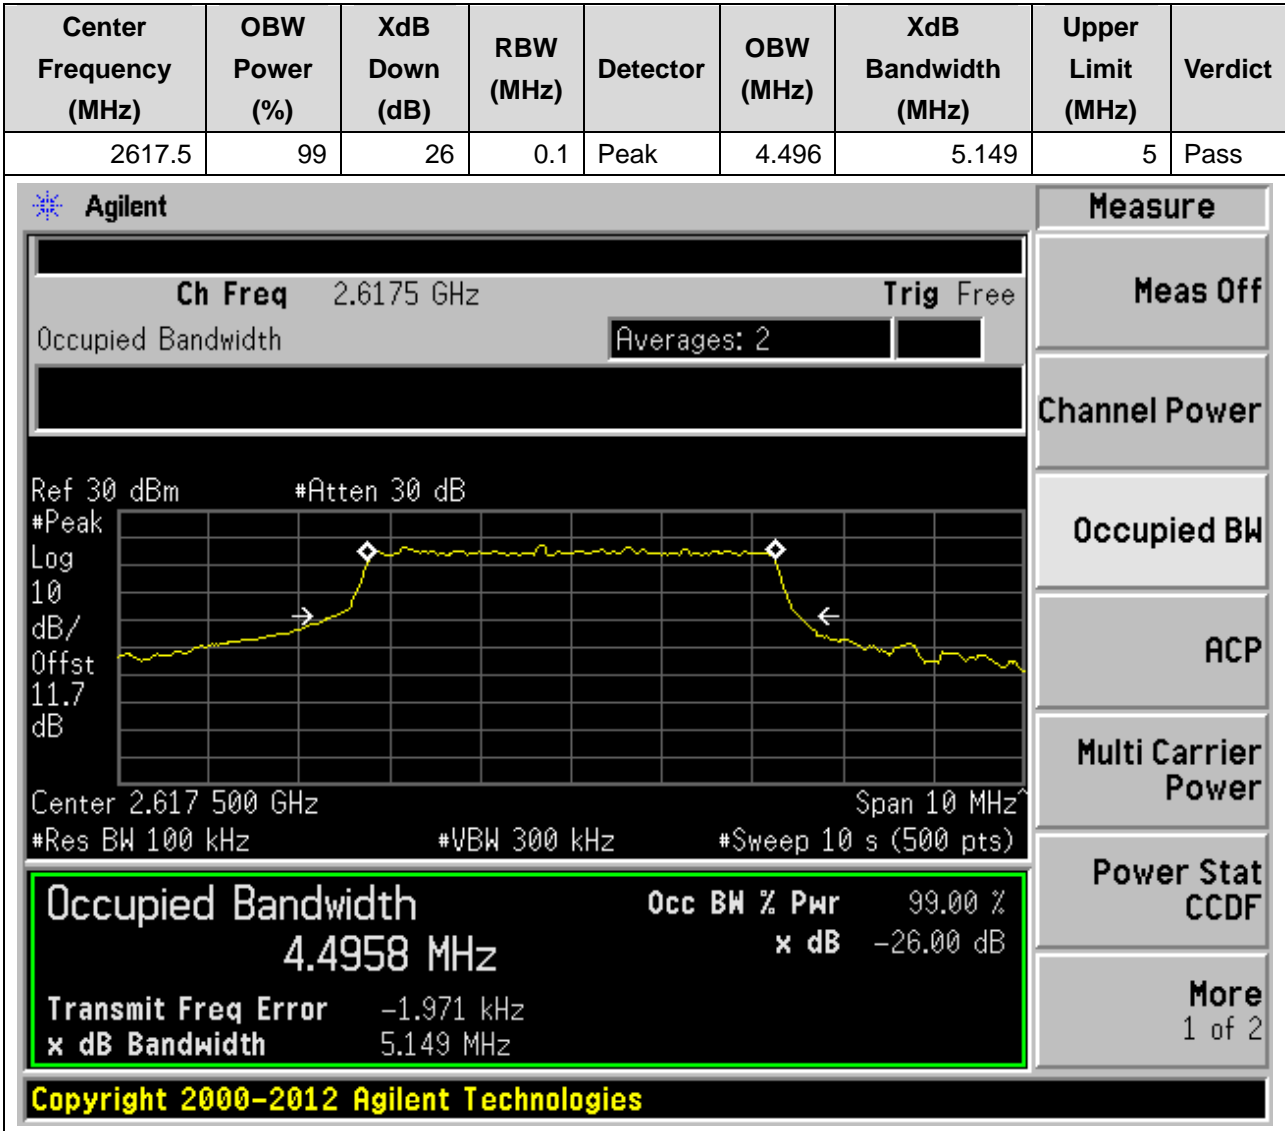 Center Frequency (MHz) OBW Power (%) XdB Down (dB) RBW (MHz) Detector OBW (MHz) XdB Bandwidth (MHz) Upper Limit (MHz) Verdict
2617.5 99 26 0.1 Peak 4.496 5.149 5 Pass
Agilent
Measure
Ch Freq 2.6175 GHz Trig Free
Meas Off
Occupied Bandwidth Averages: 2
Channel Power
Ref 30 dBm #Atten 30 dB
#Peak
Log
10
dB/
Offst
11.7
dB
Occupied BW
ACP
Multi Carrier
Power
Center 2.617 500 GHz Span 10 MHz^
#Res BW 100 kHz #VBW 300 kHz #Sweep 10 s (500 pts)
Power Stat
CCDF
Occupied Bandwidth Occ BW % Pwr 99.00 %
4.4958 MHz x dB -26.00 dB
Transmit Freq Error -1.971 kHz
x dB Bandwidth 5.149 MHz
More
1 of 2
Copyright 2000-2012 Agilent Technologies